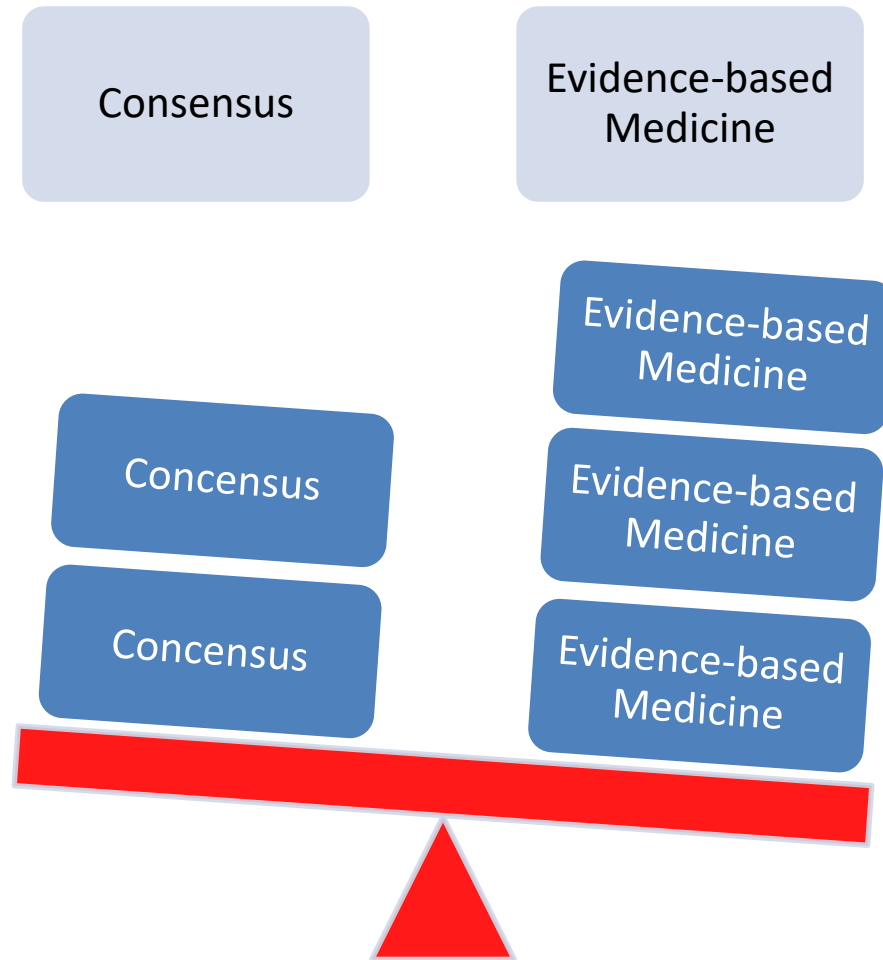 Consensus
Evidence-based
Medicine
Evidence-based
Medicine
Concensus
Evidence-based
Medicine
Concensus
Evidence-based
Medicine